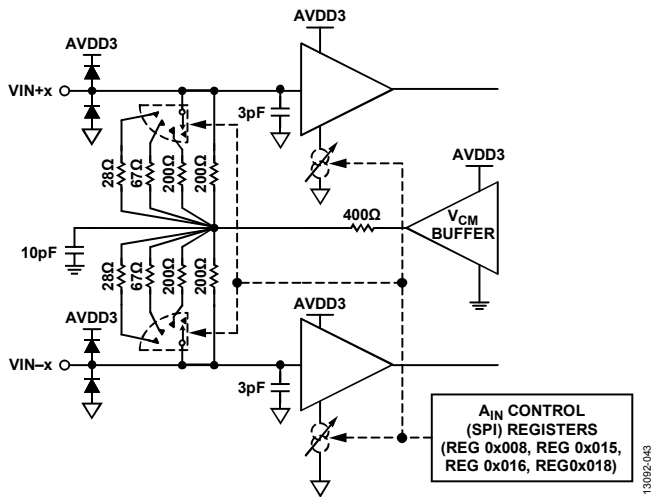 AVDD3
AVDD3
VIN+x
3pF
28Ω
67Ω
200Ω
200Ω
AVDD3
400Ω
VCM
BUFFER
10pF
28Ω
67Ω
200Ω
200Ω
AVDD3
AVDD3
VIN–x
3pF
AIN CONTROL
(SPI) REGISTERS
(REG 0x008, REG 0x015,
REG 0x016, REG0x018)
13092-043